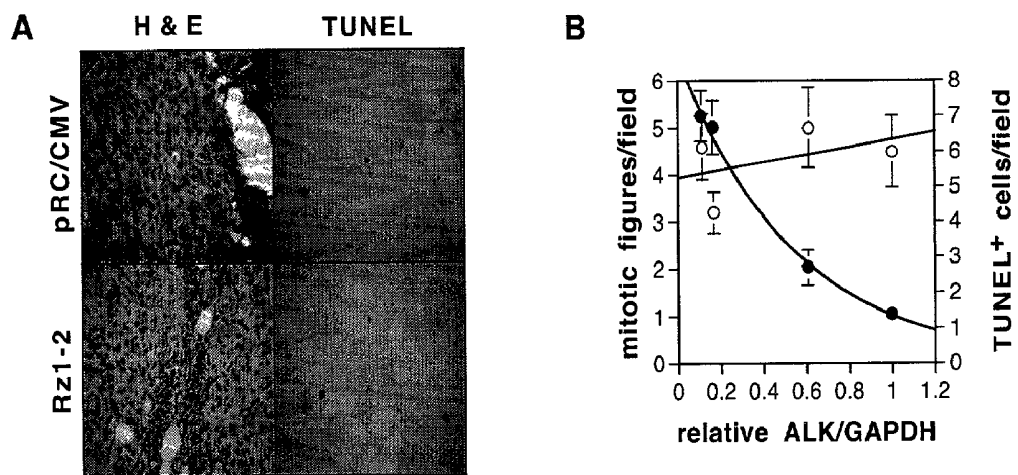 A
H & E
TUNEL
pRC/CMV
Rz1-2
B
mitotic figures/field
6
5
4
3
2
1
0
0 0.2 0.4 0.6 0.8 1 1.2
relative ALK/GAPDH
8
7
6
5
4
3
2
1
0
TUNEL+ cells/field